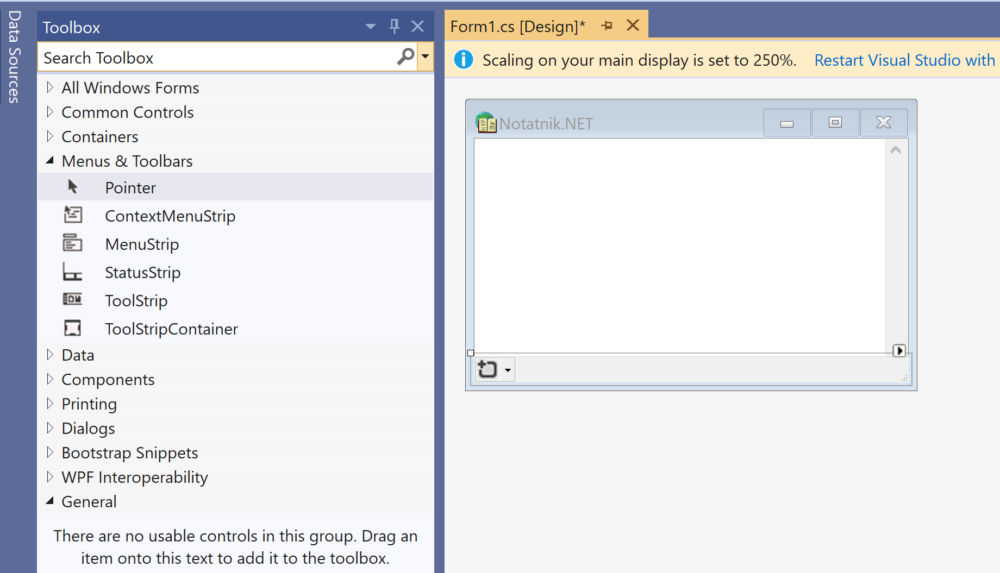 Data Sources
Toolbox
Search Toolbox
All Windows Forms
Common Controls
Containers
Menus & Toolbars
Pointer
ContextMenuStrip
MenuStrip
StatusStrip
ToolStrip
ToolStripContainer
Data
Components
Printing
Dialogs
Bootstrap Snippets
WPF Interoperability
General
There are no usable controls in this group. Drag an
item onto this text to add it to the toolbox.
Form1.cs [Design]*
Scaling on your main display is set to 250%. Restart Visual Studio with
Notatnik.NET